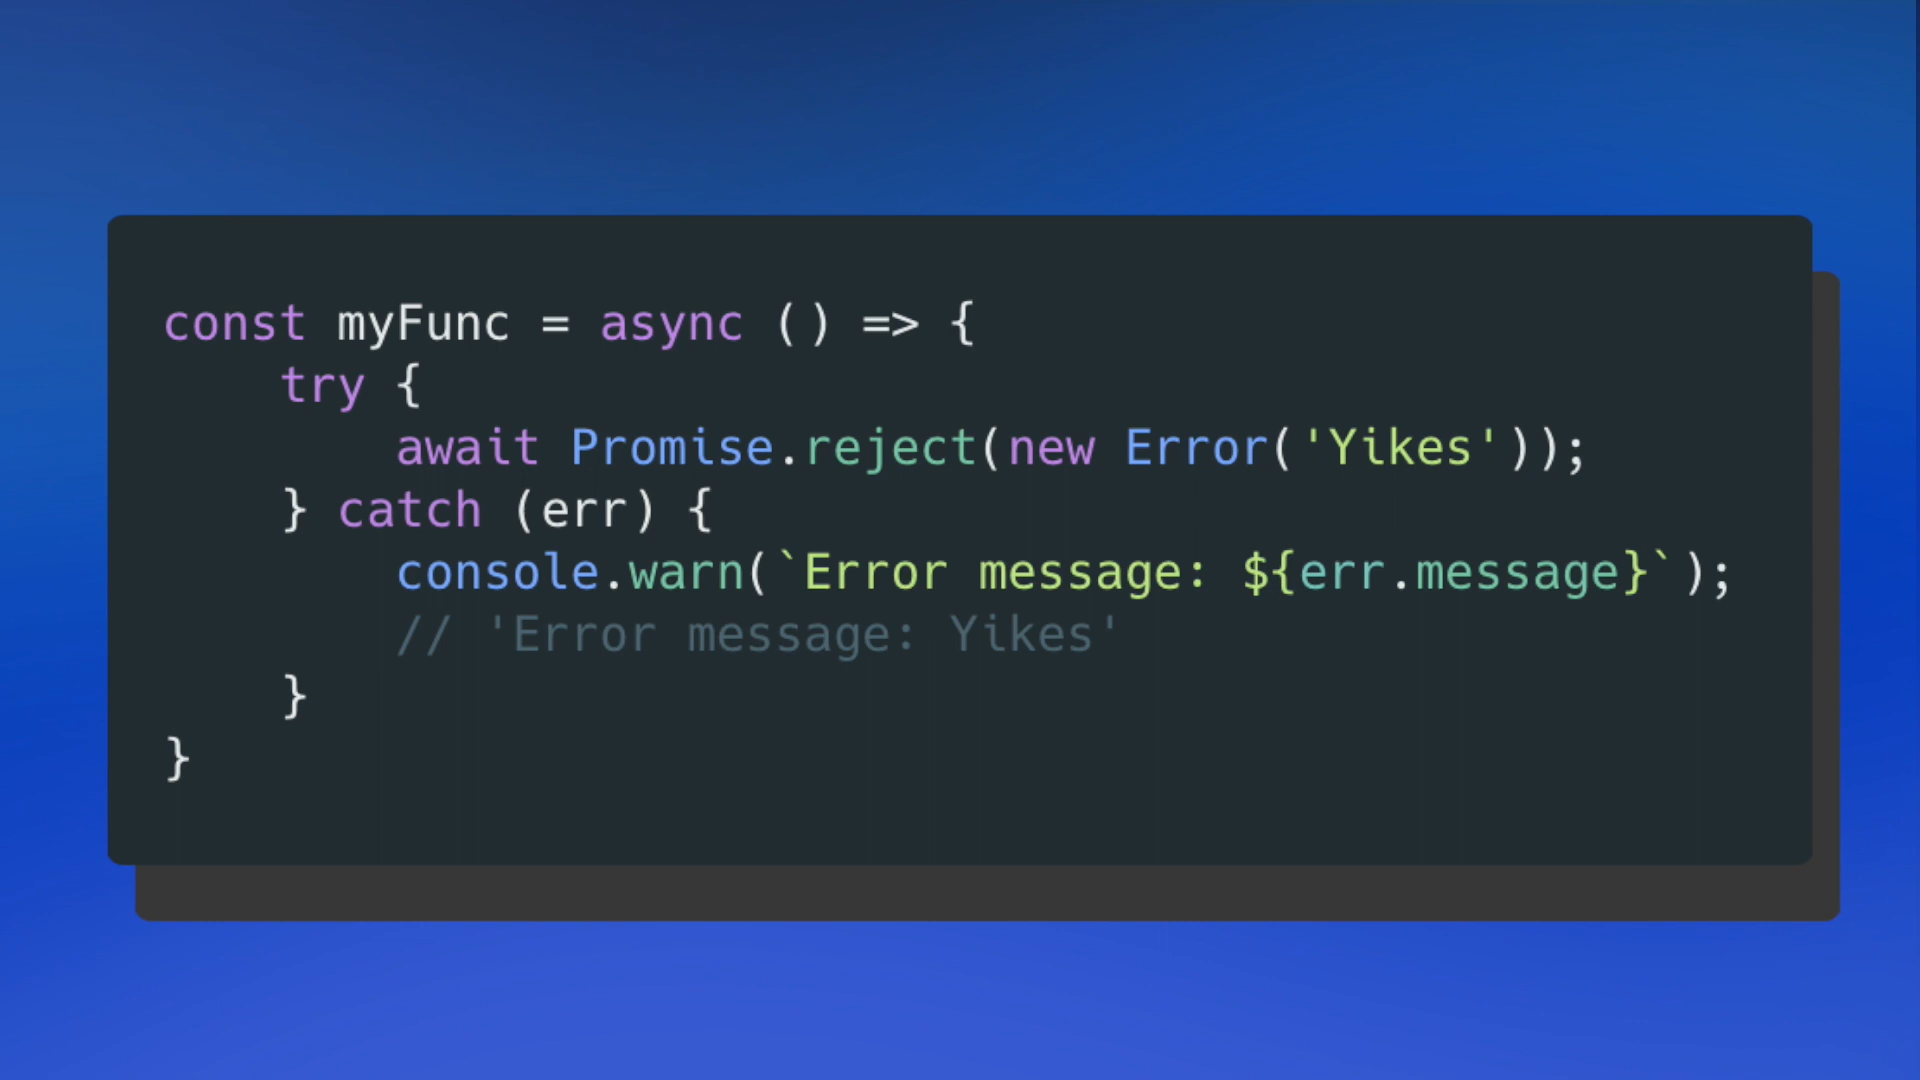 const myFunc = async () => {
    try {
        await Promise.reject(new Error('Yikes'));
    } catch (err) {
        console.warn(`Error message: ${err.message}`);
        // 'Error message: Yikes'
    }
}